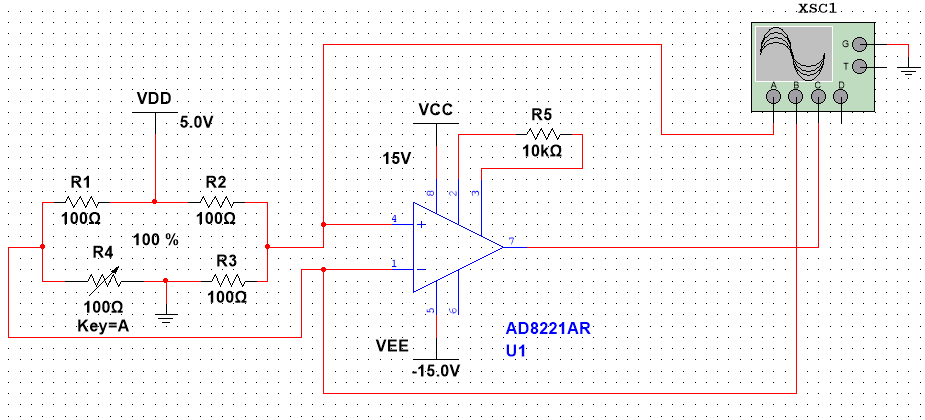 XSC1
G
T
A B C D
VDD
5.0V
VCC
15V
R5
10kΩ
R1
100Ω
R2
100Ω
8
2
3
4
+
100 %
R4
100Ω
Key=A
R3
100Ω
7
1
−
5
6
AD8221AR
U1
VEE
-15.0V